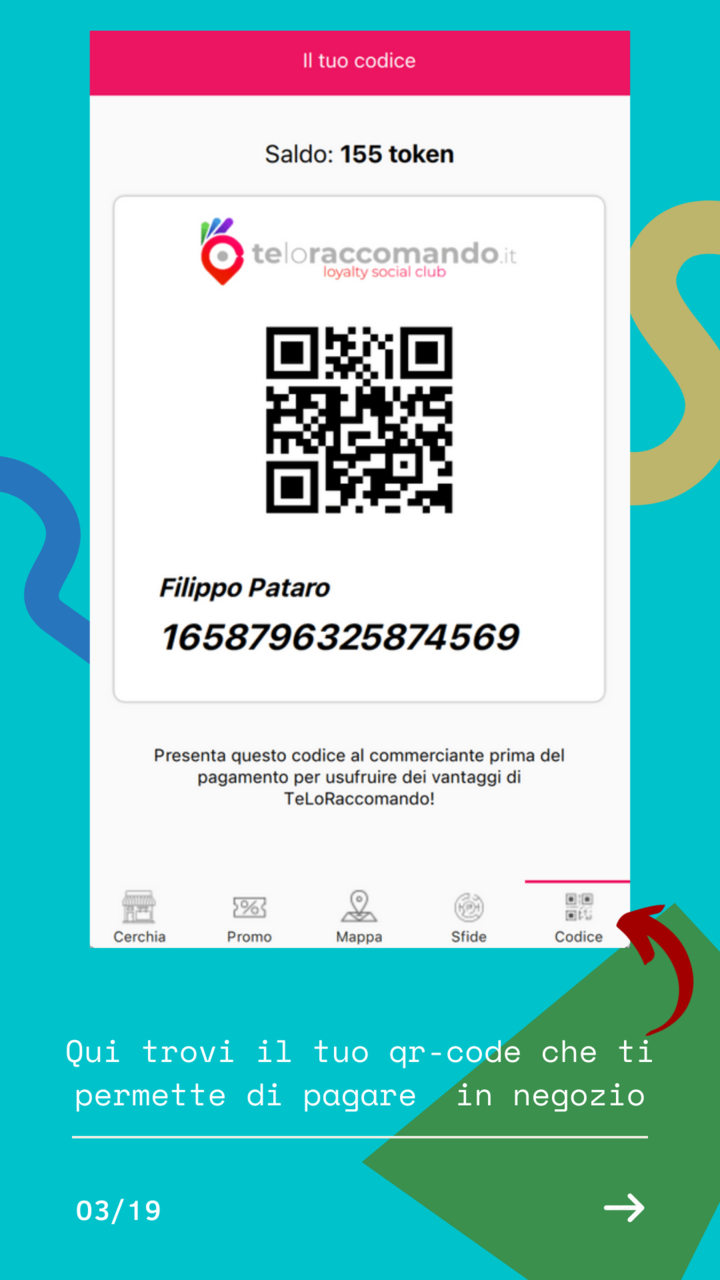 Il tuo codice
Saldo: 155 token
teloraccomando.it
loyalty social club
Filippo Pataro
1658796325874569
Presenta questo codice al commerciante prima del
pagamento per usufruire dei vantaggi di
TeLoRaccomando!
Cerchia Promo Mappa Sfide Codice
Qui trovi il tuo qr-code che ti
permette di pagare in negozio
03/19